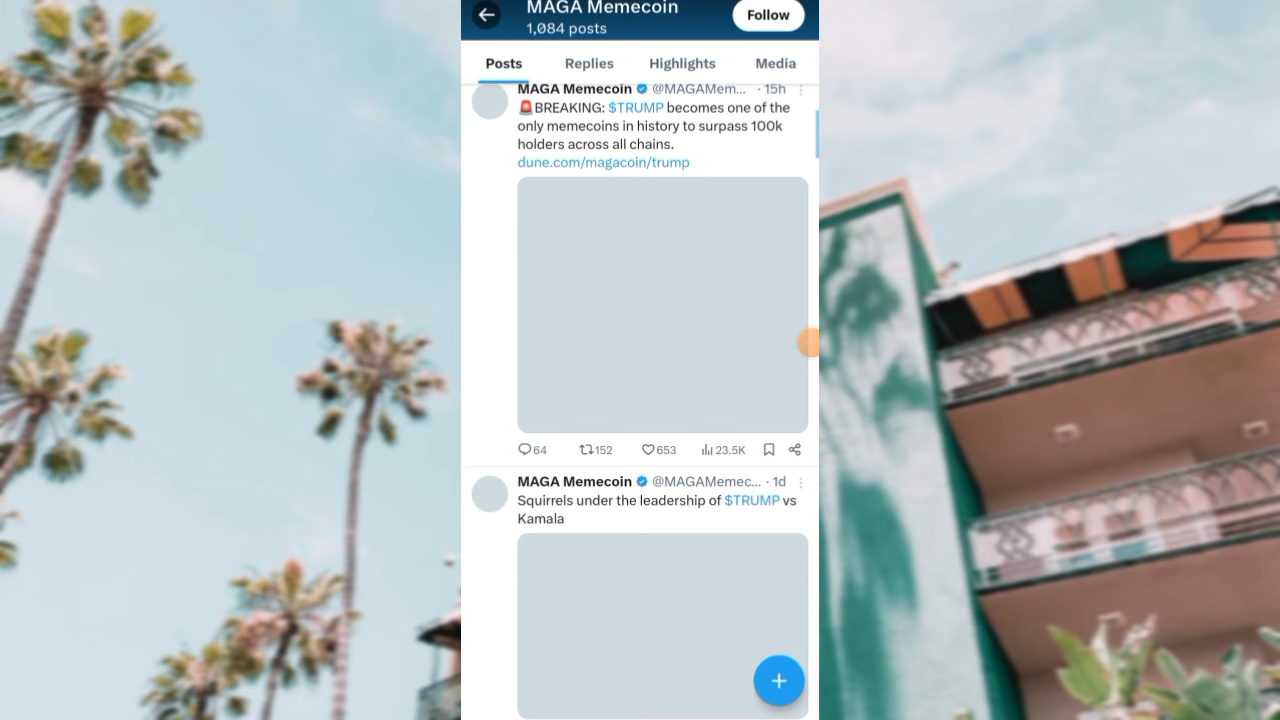 MAGA Memecoin
1,084 posts
Follow
Posts Replies Highlights Media
MAGA Memecoin @MAGAMem... · 15h
🚨BREAKING: $TRUMP becomes one of the
only memecoins in history to surpass 100k
holders across all chains.
dune.com/magacoin/trump
64 152 653 23.5K
MAGA Memecoin @MAGAMemec... · 1d
Squirrels under the leadership of $TRUMP vs
Kamala